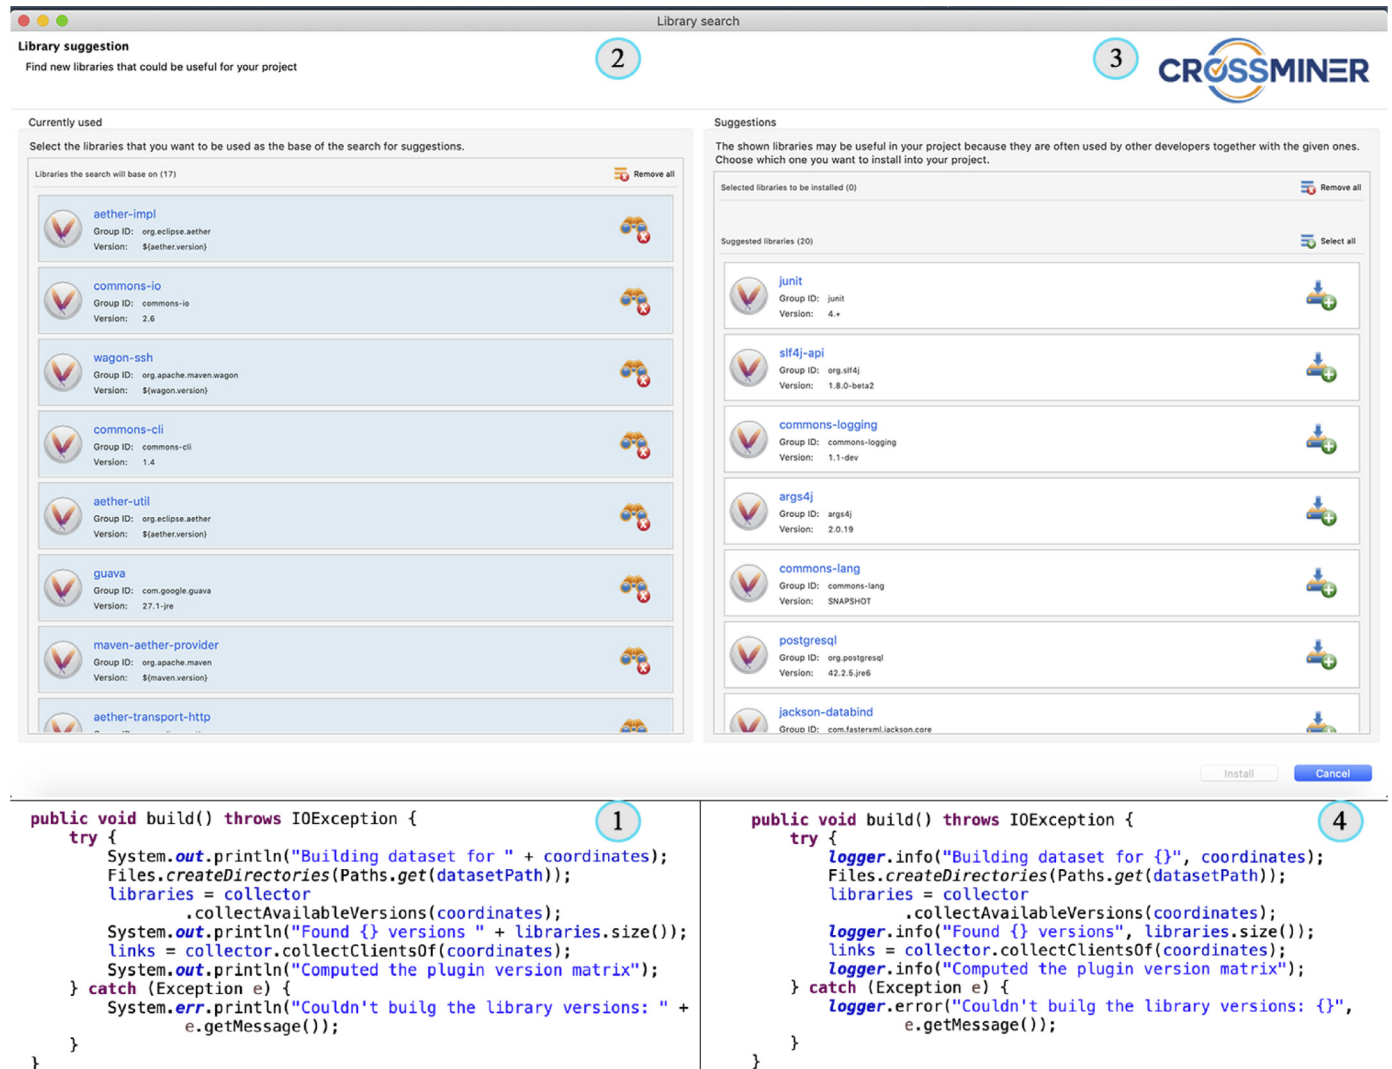 Library search
Library suggestion
Find new libraries that could be useful for your project
2
3
CROSSMINER
Currently used
Select the libraries that you want to be used as the base of the search for suggestions.
Libraries the search will base on (17)
Remove all
aether-impl
Group ID: org.eclipse.aether
Version: ${aether.version}
commons-io
Group ID: commons-io
Version: 2.6
wagon-ssh
Group ID: org.apache.maven.wagon
Version: ${wagon.version}
commons-cli
Group ID: commons-cli
Version: 1.4
aether-util
Group ID: org.eclipse.aether
Version: ${aether.version}
guava
Group ID: com.google.guava
Version: 27.1-jre
maven-aether-provider
Group ID: org.apache.maven
Version: ${maven.version}
aether-transport-http
Suggestions
The shown libraries may be useful in your project because they are often used by other developers together with the given ones.
Choose which one you want to install into your project.
Selected libraries to be installed (0)
Remove all
Suggested libraries (20)
Select all
junit
Group ID: junit
Version: 4.+
slf4j-api
Group ID: org.slf4j
Version: 1.8.0-beta2
commons-logging
Group ID: commons-logging
Version: 1.1-dev
args4j
Group ID: args4j
Version: 2.0.19
commons-lang
Group ID: commons-lang
Version: SNAPSHOT
postgresql
Group ID: org.postgresql
Version: 42.2.5.jre6
jackson-databind
Group ID: com.fasterxml.jackson.core
Install
Cancel
1
public void build() throws IOException {
try {
System.out.println("Building dataset for " + coordinates);
Files.createDirectories(Paths.get(datasetPath));
libraries = collector
.collectAvailableVersions(coordinates);
System.out.println("Found {} versions " + libraries.size());
links = collector.collectClientsOf(coordinates);
System.out.println("Computed the plugin version matrix");
} catch (Exception e) {
System.err.println("Couldn't builg the library versions: " +
e.getMessage());
}
}
4
public void build() throws IOException {
try {
logger.info("Building dataset for {}", coordinates);
Files.createDirectories(Paths.get(datasetPath));
libraries = collector
.collectAvailableVersions(coordinates);
logger.info("Found {} versions", libraries.size());
links = collector.collectClientsOf(coordinates);
logger.info("Computed the plugin version matrix");
} catch (Exception e) {
logger.error("Couldn't builg the library versions: {}",
e.getMessage());
}
}